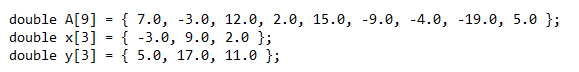 double A[9] = { 7.0, -3.0, 12.0, 2.0, 15.0, -9.0, -4.0, -19.0, 5.0 };
double x[3] = { -3.0, 9.0, 2.0 };
double y[3] = { 5.0, 17.0, 11.0 };